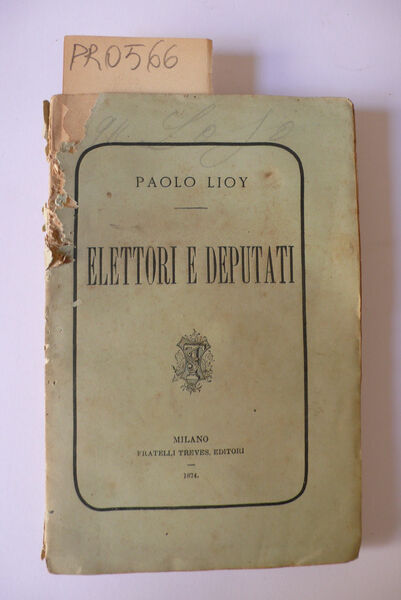 PR0566
PAOLO LIOY
ELETTORI E DEPUTATI
MILANO
FRATELLI TREVES, EDITORI
1874.